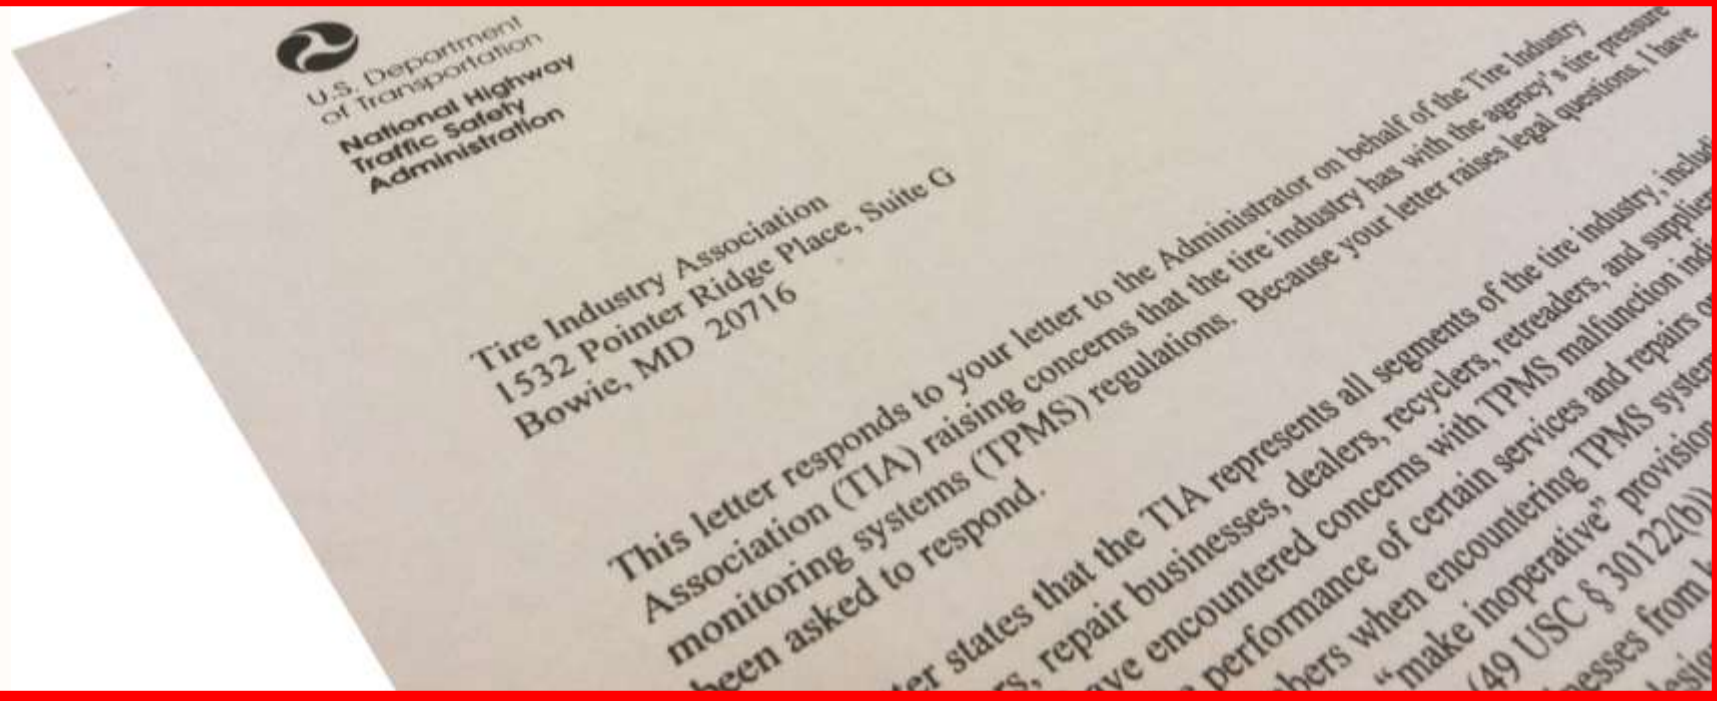 U.S. Department
of Transportation
National Highway
Traffic Safety
Administration
Tire Industry Association
1532 Pointer Ridge Place, Suite G
Bowie, MD 20716
This letter responds to your letter to the Administrator on behalf of the Tire Industry
Association (TIA) raising concerns that the tire industry has with the agency's tire pressure
monitoring systems (TPMS) regulations. Because your letter raises legal questions, I have
been asked to respond.
states that the TIA represents all segments of the tire industry,
repair businesses, dealers, recyclers, retreaders, and
encountered concerns with TPMS malfunction
performance of certain services and repairs
when encountering TPMS
"make inoperative"
(49 USC § 30122(b))
from